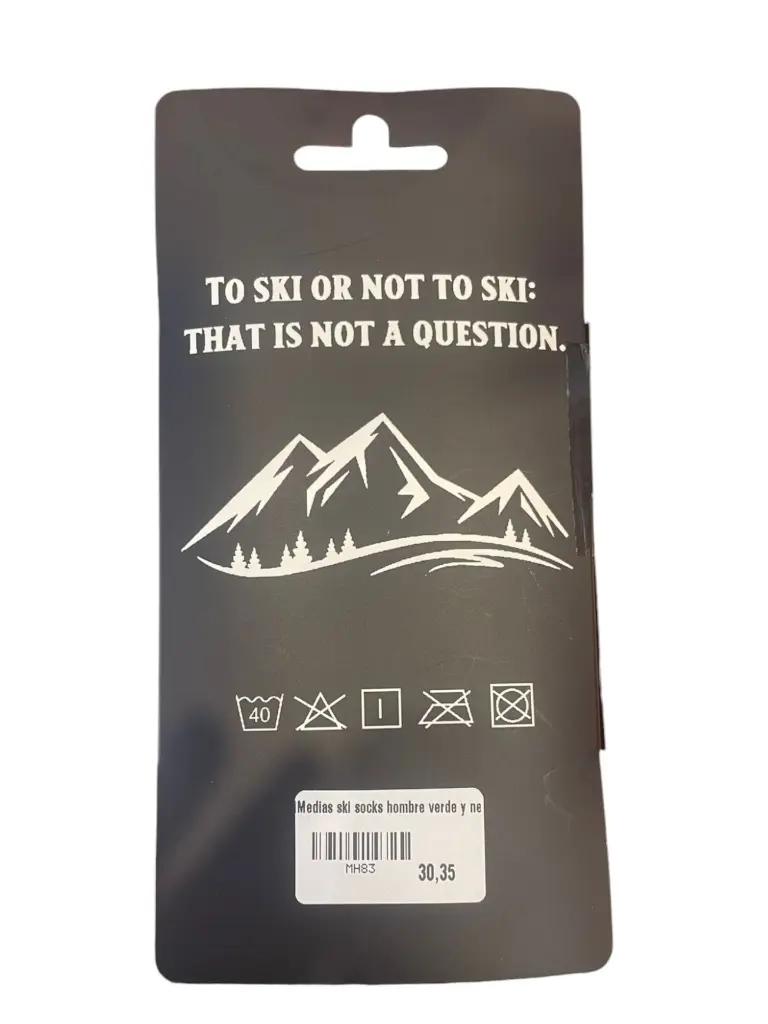 TO SKI OR NOT TO SKI:
THAT IS NOT A QUESTION.
40
Medias ski socks hombre verde y ne
MH83
30,35